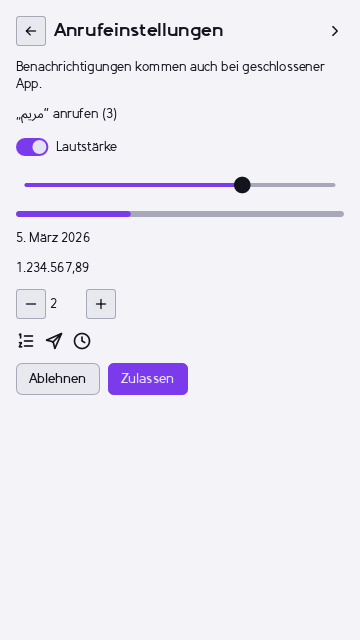 Anrufeinstellungen
Benachrichtigungen kommen auch bei geschlossener
App.
„مريم“ anrufen (3)
Lautstärke
5. März 2026
1.234.567,89
2
Ablehnen
Zulassen